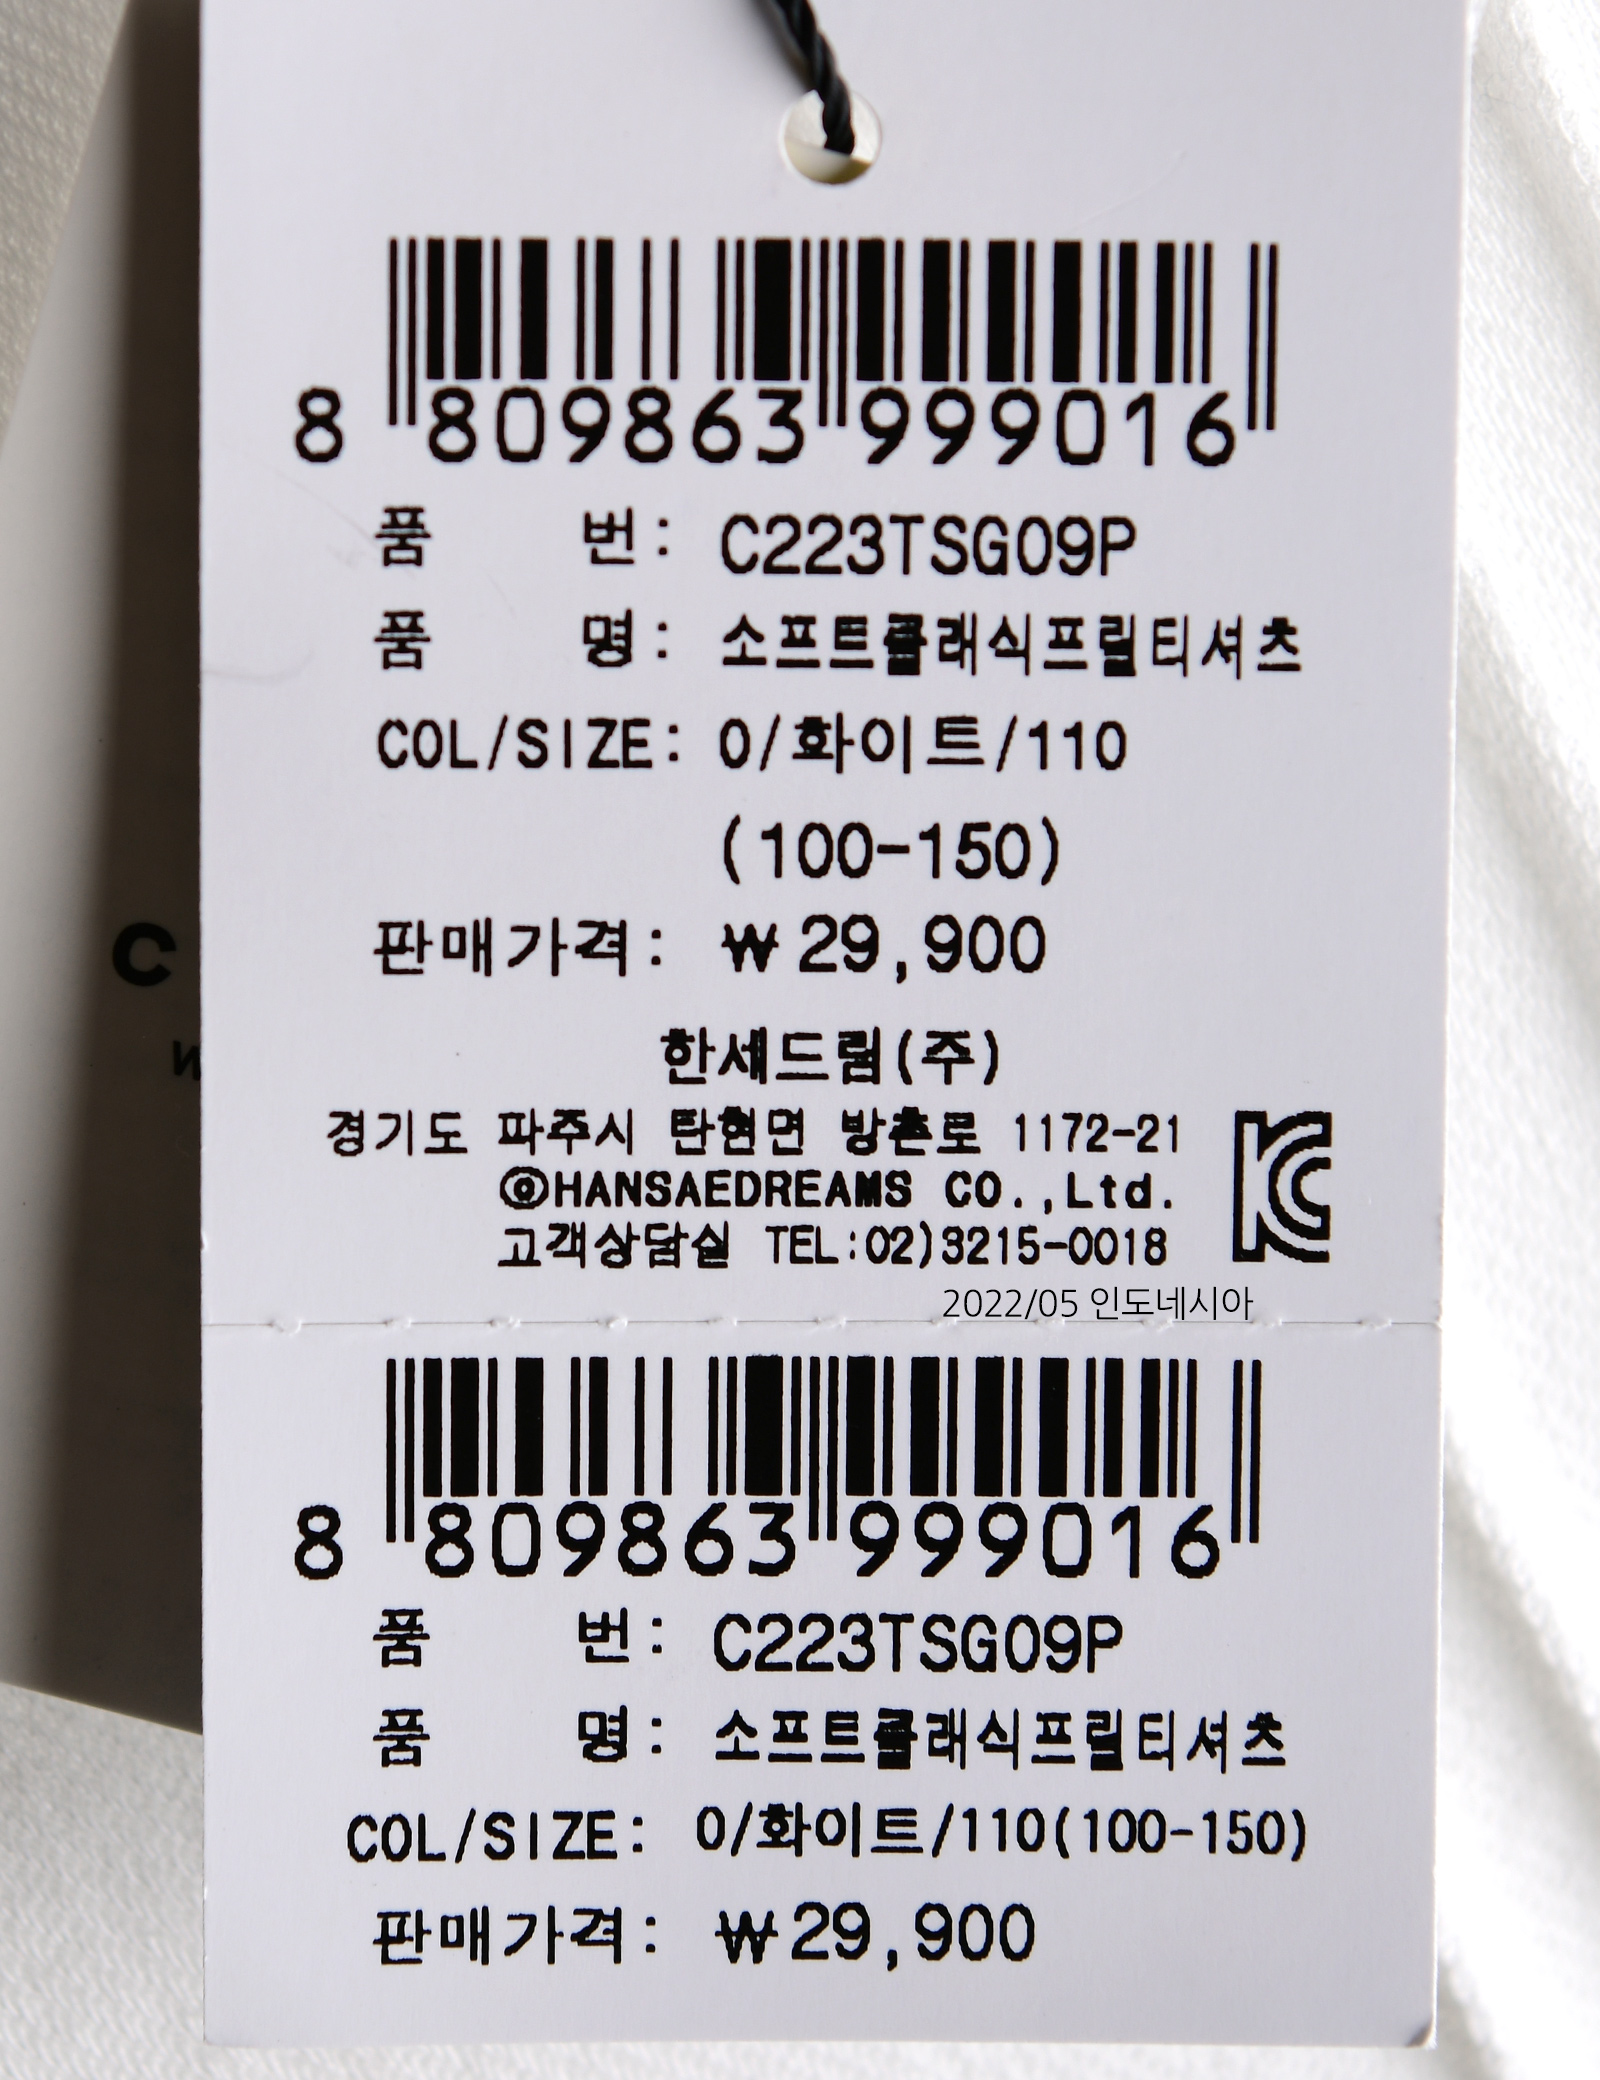 8 809863 999016
품 번: C223TSG09P
품 명: 소프트클래식프릴티셔츠
COL/SIZE: 0/화이트/110
(100-150)
판매가격: ₩29,900
한세드림(주)
경기도 파주시 탄현면 방촌로 1172-21
©HANSAEDREAMS CO.,Ltd.
고객상담실 TEL:02)3215-0018
2022/05 인도네시아
8 809863 999016
품 번: C223TSG09P
품 명: 소프트클래식프릴티셔츠
COL/SIZE: 0/화이트/110(100-150)
판매가격: ₩29,900
C
W